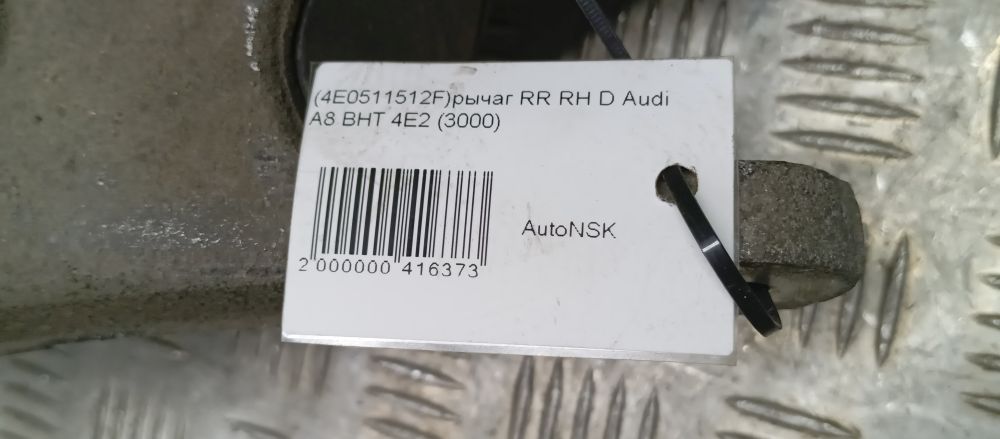 (4E0511512F)рычаг RR RH D Audi
A8 BHT 4E2 (3000)
AutoNSK
2 000000 416373